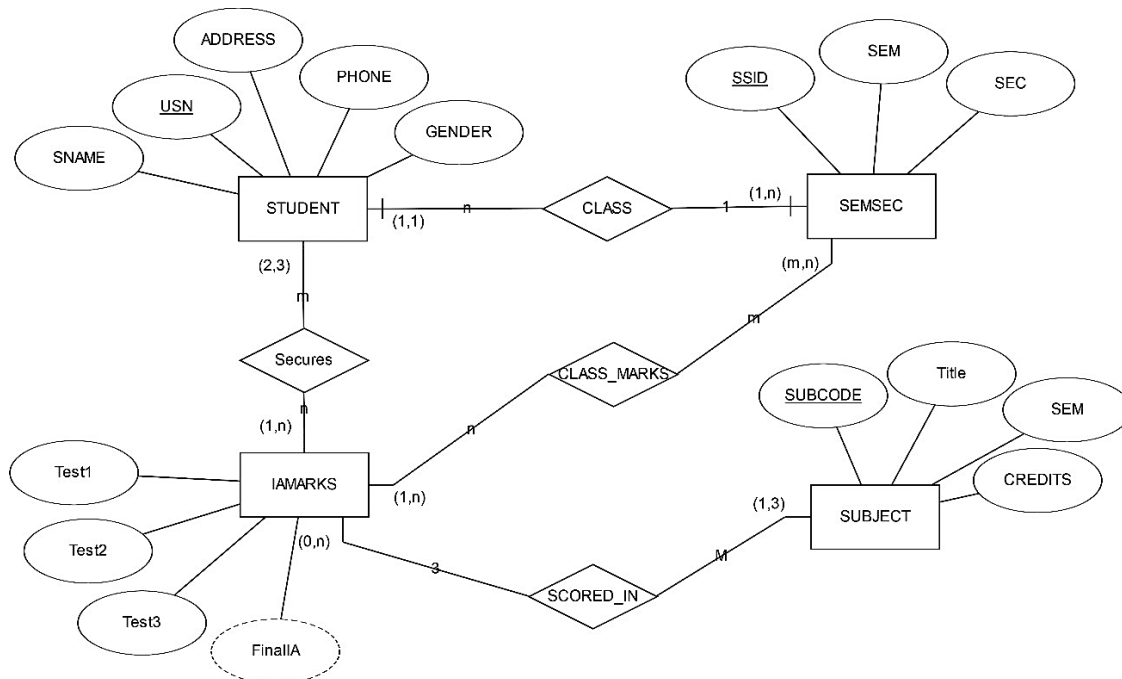 ADDRESS
SEM
PHONE
SSID
USN
SEC
GENDER
SNAME
STUDENT
n
CLASS
1
(1,n)
SEMSEC
(1,1)
(2,3)
(m,n)
m
m
Secures
CLASS_MARKS
Title
SUBCODE
n
SEM
(1,n)
n
Test1
IAMARKS
CREDITS
(1,n)
(1,3)
SUBJECT
Test2
(0,n)
M
3
SCORED_IN
Test3
FinalIA